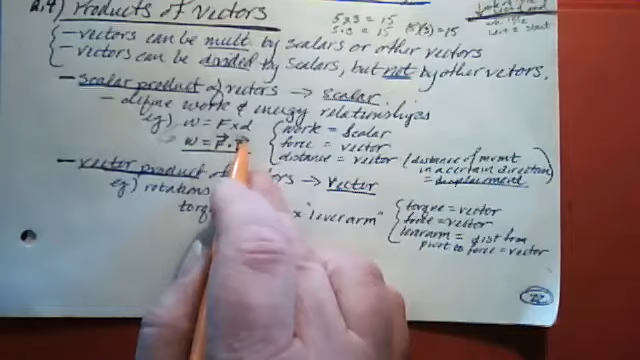 2.4) Products of Vectors
5 x 3 = 15
5 · 3 = 15
(5)(3) = 15
- vectors can be mult by scalars or other vectors
- vectors can be divided by scalars, but not by other vectors.
- scalar product of vectors → scalar.
- define work & energy relationships
eg) W = F x d
W = F ·
{ work = scalar
force = vector
distance = vector (distance of mvmt in a certain direction)
= displacement
- vector product of → vector
eg) rotations
x "lever arm"
{ torque = vector
force = vector
lever arm = dist from
pivot to force = vector
22